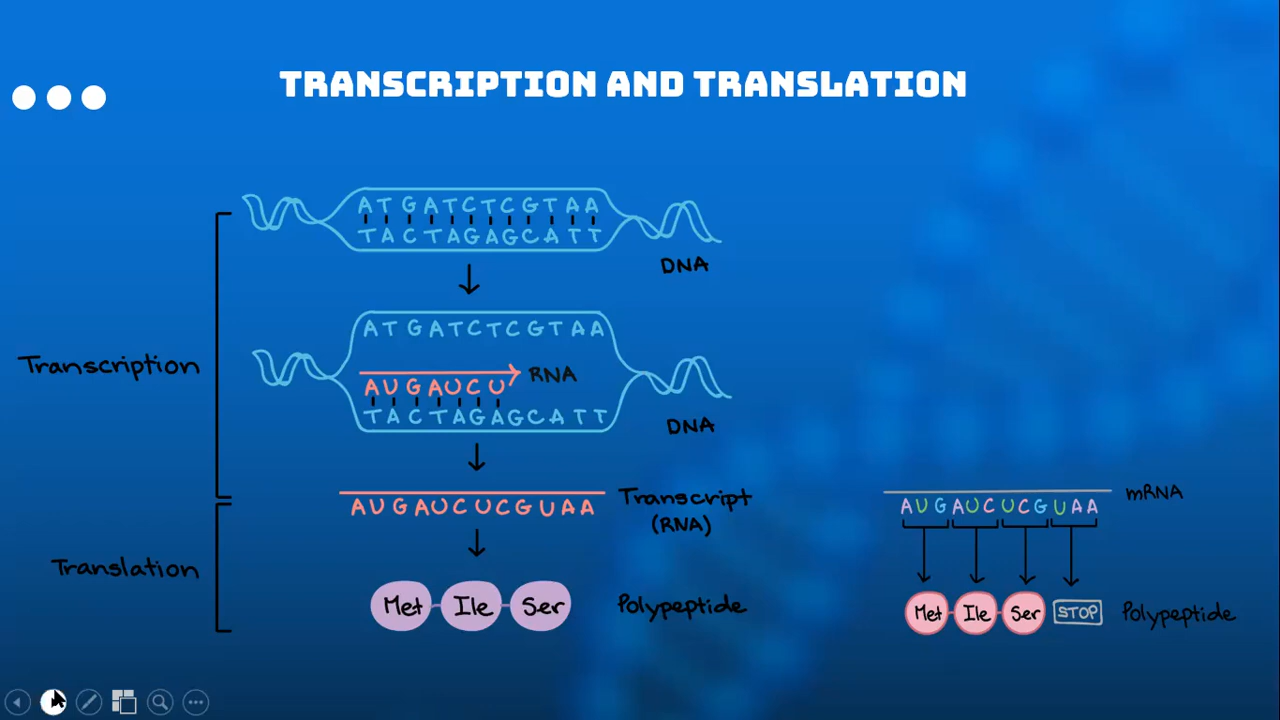 TRANSCRIPTION AND TRANSLATION
ATGATCTCGTAA
TACTAGAGCATT
DNA
Transcription
ATGATCTCGTAA
RNA
AUGAUCU
TACTAGAGCATT
DNA
AUGAUCUCGUAA
Transcript
(RNA)
Translation
Met Ile Ser
Polypeptide
mRNA
AUGAUCUCGUAA
Met Ile Ser STOP
Polypeptide